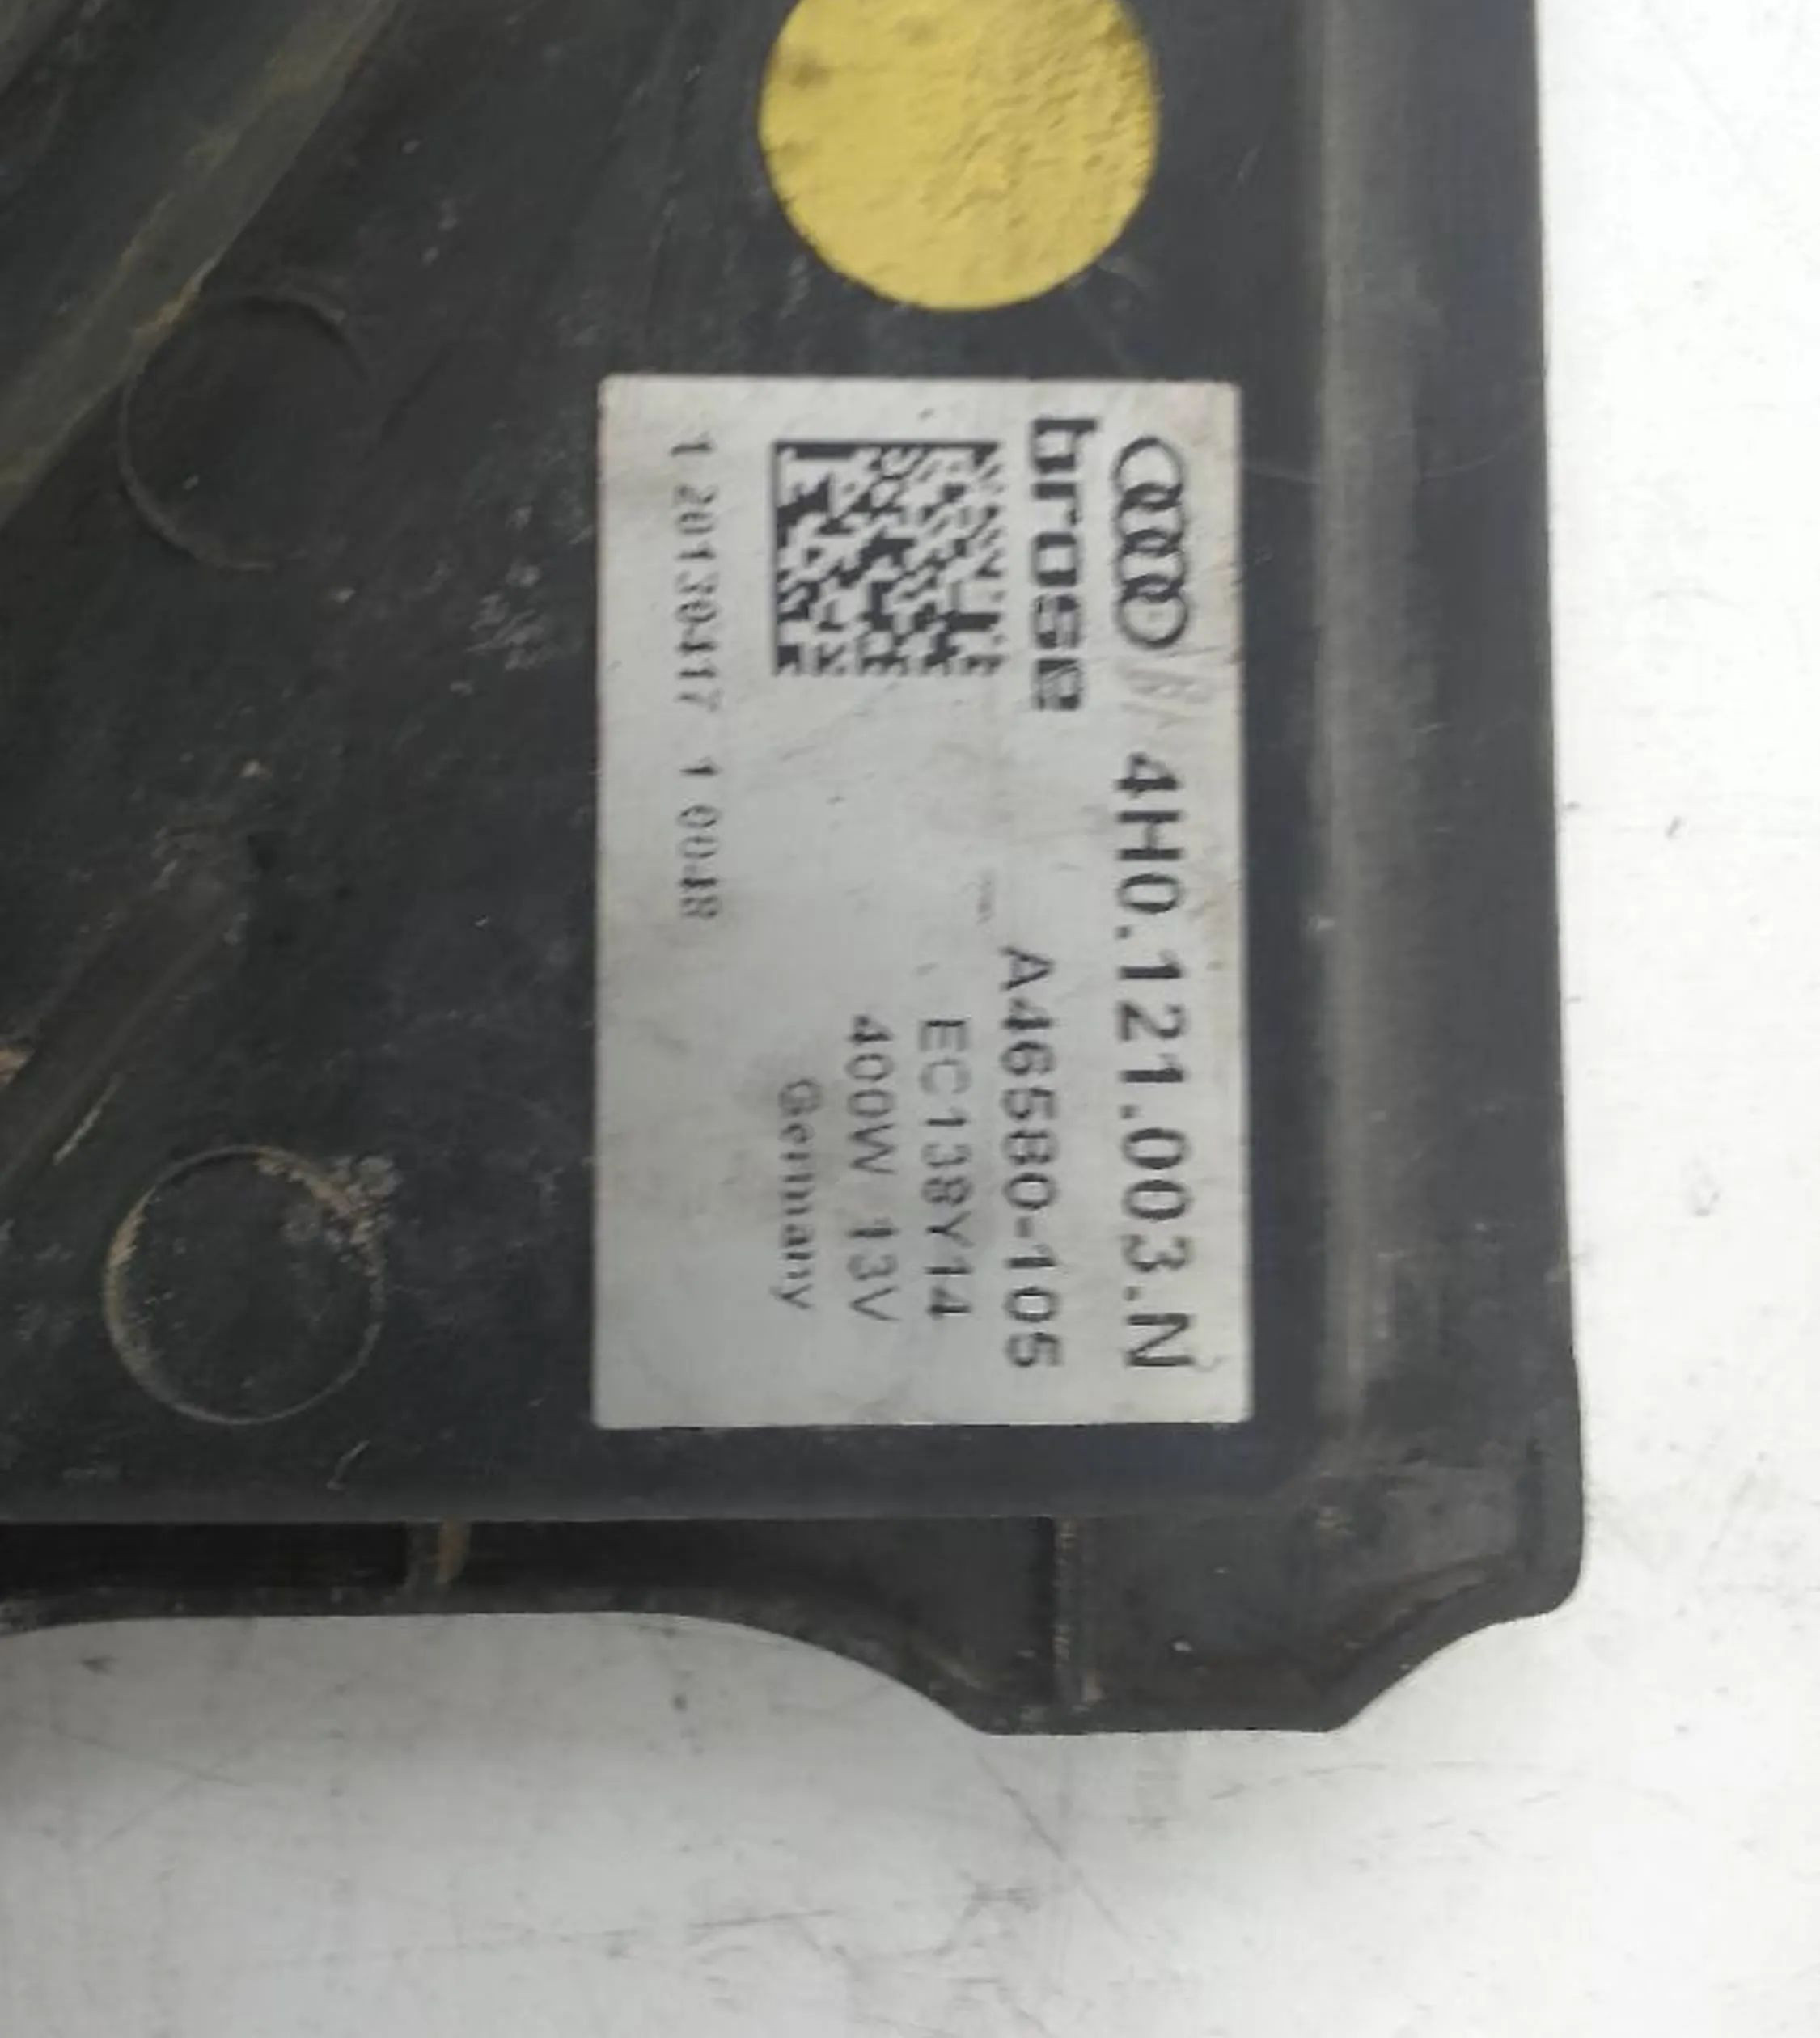 4H0.121.003.N
brose
A46580-105
EC138Y14
400W 13V
Germany
1 20130417 1 0048